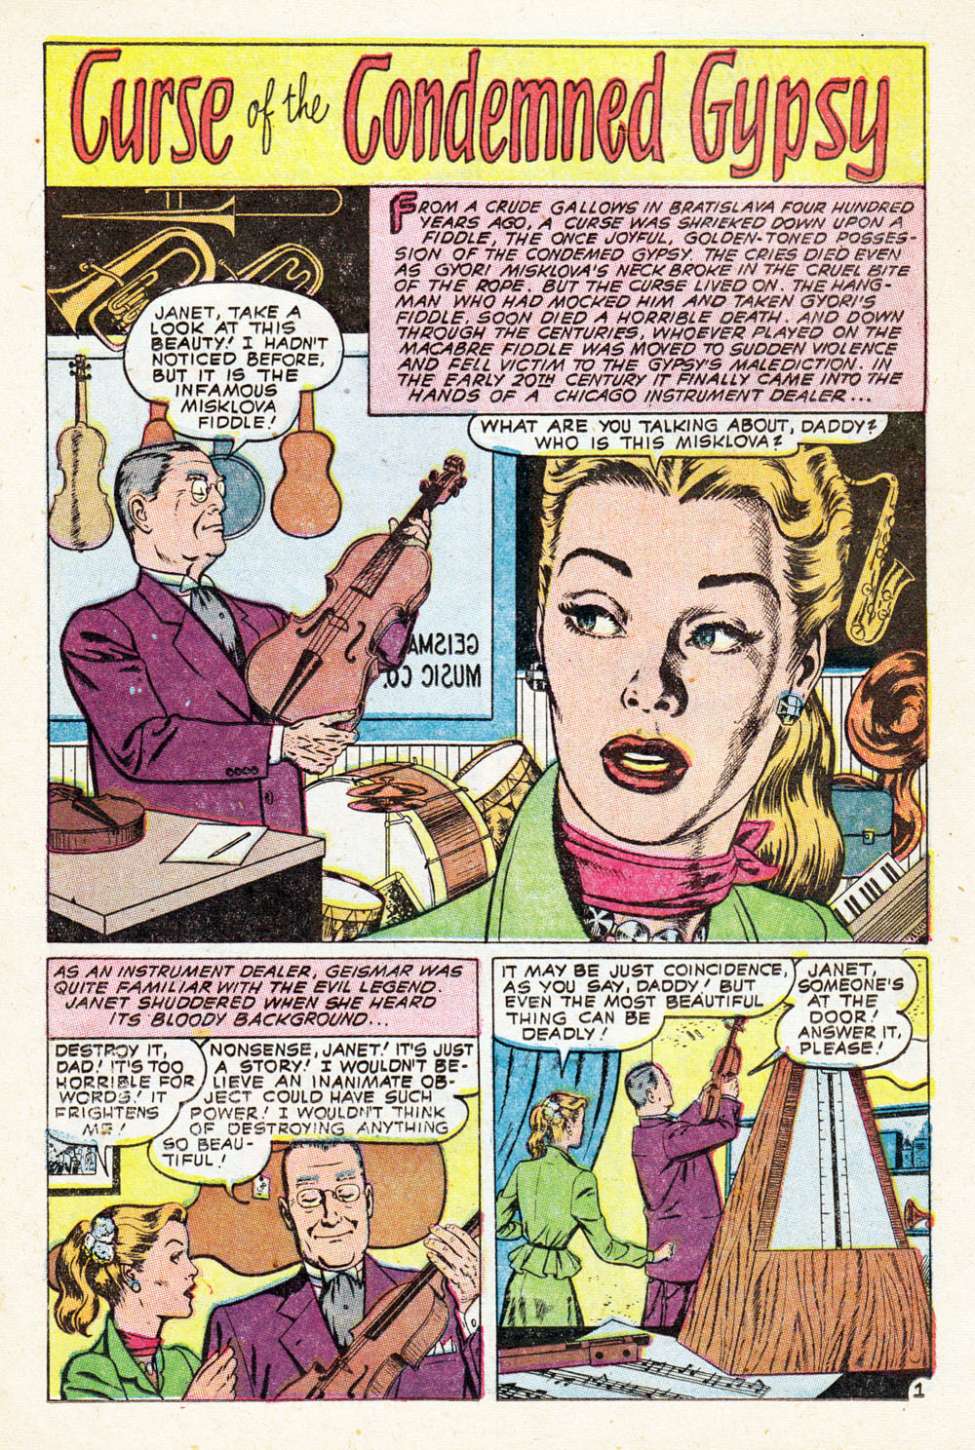 Curse of the Condemned Gypsy
FROM A CRUDE GALLOWS IN BRATISLAVA FOUR HUNDRED
YEARS AGO, A CURSE WAS SHRIEKED DOWN UPON A
FIDDLE, THE ONCE JOYFUL, GOLDEN-TONED POSSES-
SION OF THE CONDEMED GYPSY. THE CRIES DIED EVEN
AS GYORI MISKLOVA'S NECK BROKE IN THE CRUEL BITE
OF THE ROPE. BUT THE CURSE LIVED ON. THE HANG-
MAN WHO HAD MOCKED HIM AND TAKEN GYORI'S
FIDDLE, SOON DIED A HORRIBLE DEATH. AND DOWN
THROUGH THE CENTURIES, WHOEVER PLAYED ON THE
MACABRE FIDDLE WAS MOVED TO SUDDEN VIOLENCE
AND FELL VICTIM TO THE GYPSY'S MALEDICTION. IN
THE EARLY 20TH CENTURY IT FINALLY CAME INTO THE
HANDS OF A CHICAGO INSTRUMENT DEALER...
JANET, TAKE A
LOOK AT THIS
BEAUTY! I HADN'T
NOTICED BEFORE,
BUT IT IS THE
INFAMOUS
MISKLOVA
FIDDLE!
WHAT ARE YOU TALKING ABOUT, DADDY?
WHO IS THIS MISKLOVA?
GEISMA
MUSIC CO.
AS AN INSTRUMENT DEALER, GEISMAR WAS
QUITE FAMILIAR WITH THE EVIL LEGEND.
JANET SHUDDERED WHEN SHE HEARD
ITS BLOODY BACKGROUND...
DESTROY IT,
DAD! IT'S TOO
HORRIBLE FOR
WORDS! IT
FRIGHTENS
ME!
NONSENSE, JANET! IT'S JUST
A STORY! I WOULDN'T BE-
LIEVE AN INANIMATE OB-
JECT COULD HAVE SUCH
POWER! I WOULDN'T THINK
OF DESTROYING ANYTHING
SO BEAU-
TIFUL!
IT MAY BE JUST COINCIDENCE,
AS YOU SAY, DADDY! BUT
EVEN THE MOST BEAUTIFUL
THING CAN BE
DEADLY!
JANET,
SOMEONE'S
AT THE
DOOR!
ANSWER IT,
PLEASE!
1